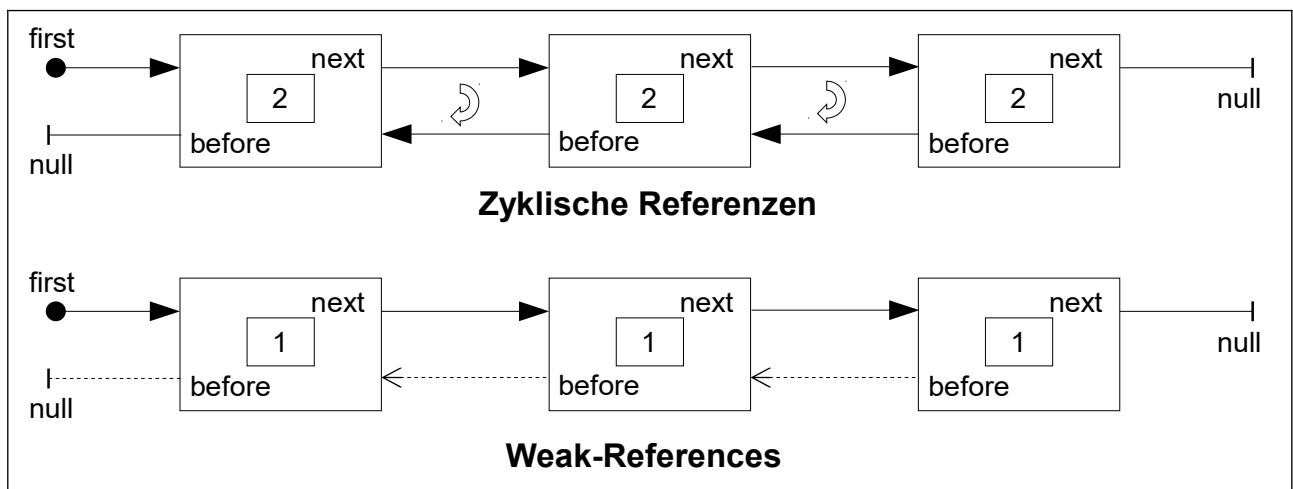 first
next
next
next
2
2
2
null
before
before
before
null
Zyklische Referenzen
first
next
next
next
1
1
1
null
before
before
before
null
Weak-References